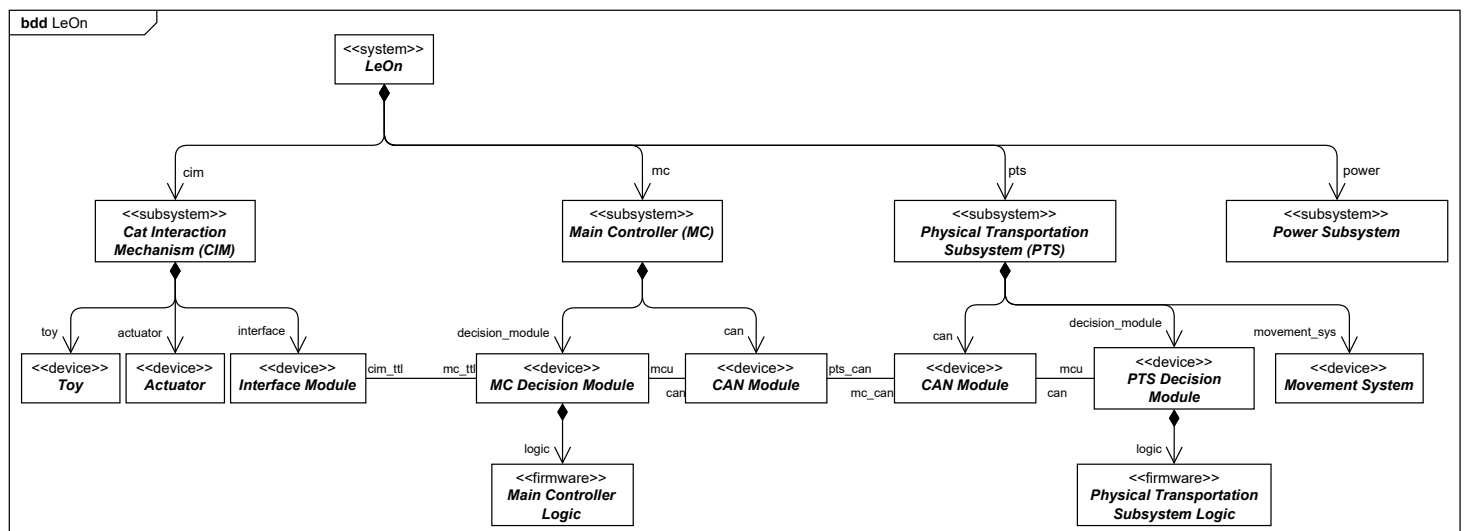 bdd LeOn
<<system>>
LeOn
cim
mc
pts
power
<<subsystem>>
Cat Interaction
Mechanism (CIM)
<<subsystem>>
Main Controller (MC)
<<subsystem>>
Physical Transportation
Subsystem (PTS)
<<subsystem>>
Power Subsystem
toy
actuator
interface
decision_module
can
can
decision_module
movement_sys
<<device>>
Toy
<<device>>
Actuator
<<device>>
Interface Module
cim_ttl
mc_ttl
<<device>>
MC Decision Module
mcu
can
<<device>>
CAN Module
pts_can
mc_can
<<device>>
CAN Module
mcu
can
<<device>>
PTS Decision
Module
<<device>>
Movement System
logic
logic
<<firmware>>
Main Controller
Logic
<<firmware>>
Physical Transportation
Subsystem Logic